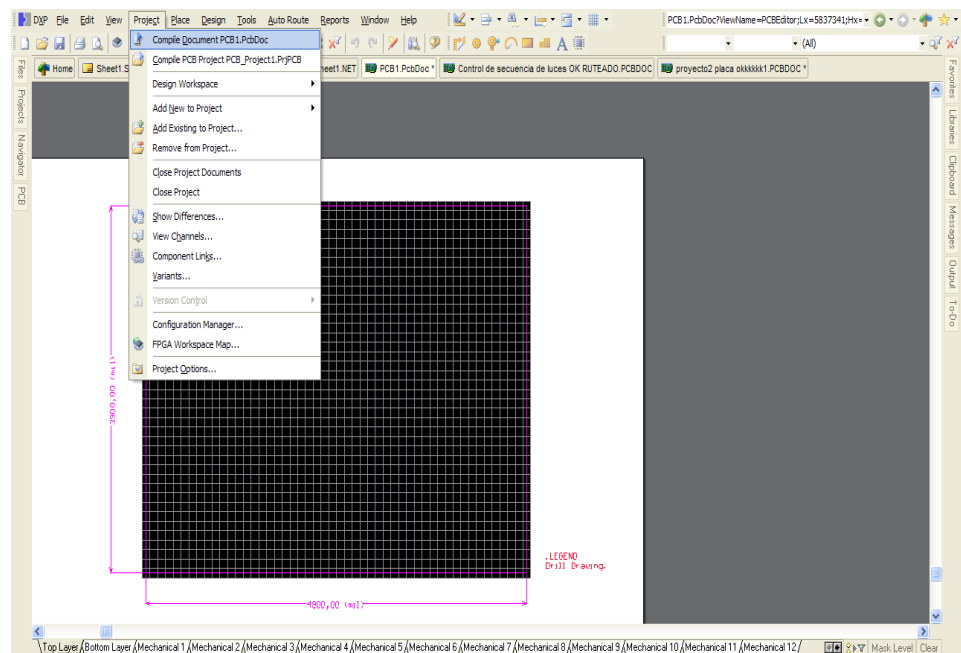 DXP File Edit View Project Place Design Tools Auto Route Reports Window Help
PCB1.PcbDoc?ViewName=PCBEditor;Lx=5837341;Hx=
(All)
Home
Sheet1.S
heet1.NET
PCB1.PcbDoc *
Control de secuencia de luces OK RUTEADO.PCBDOC
proyecto2 placa okkkkkk1.PCBDOC *
Compile Document PCB1.PcbDoc
Compile PCB Project PCB_Project1.PrjPCB
Design Workspace
Add New to Project
Add Existing to Project...
Remove from Project...
Close Project Documents
Close Project
Show Differences...
View Channels...
Component Links...
Variants...
Version Control
Configuration Manager...
FPGA Workspace Map...
Project Options...
Files
Projects
Navigator
PCB
Favorites
Libraries
Clipboard
Messages
Output
To-Do
3900,00 (mil)
.LEGEND
Drill Drawing.
4900,00 (mil)
Top Layer Bottom Layer Mechanical 1 Mechanical 2 Mechanical 3 Mechanical 4 Mechanical 5 Mechanical 6 Mechanical 7 Mechanical 8 Mechanical 9 Mechanical 10 Mechanical 11 Mechanical 12
Mask Level Clear